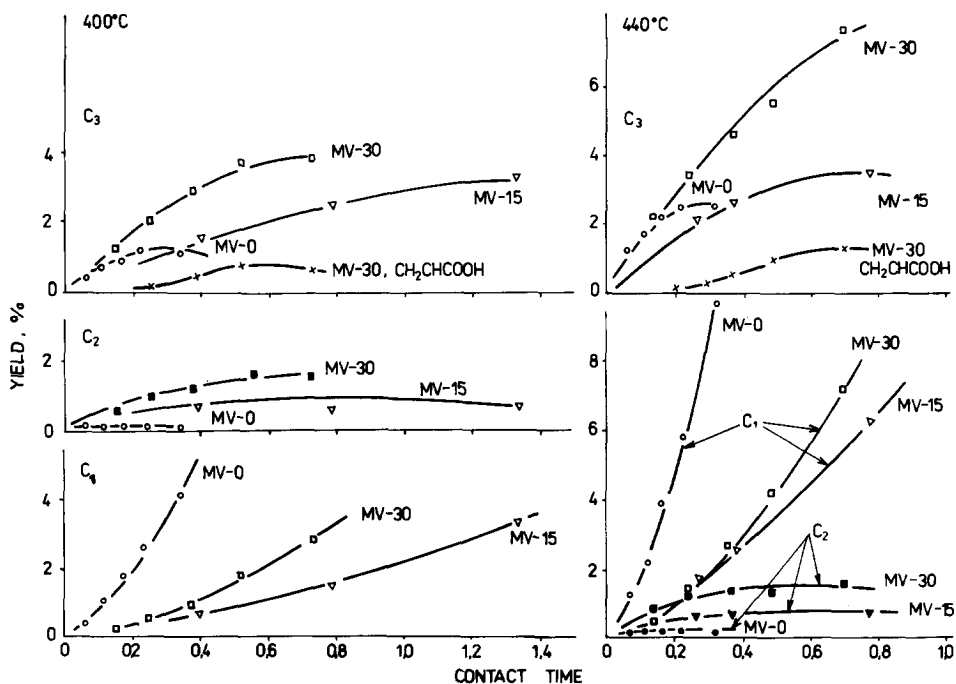 400°C
C3
4
2
0
MV-30
MV-15
MV-0
MV-30, CH2CHCOOH
YIELD, %
C2
2
0
MV-30
MV-15
MV-0
C1
4
2
0
MV-0
MV-30
MV-15
0 0,2 0,4 0,6 0,8 1,0 1,2 1,4
440°C
6
4
2
0
C3
MV-30
MV-0
MV-15
MV-30
CH2CHCOOH
8
6
4
2
0
MV-0
MV-30
MV-15
C1
C2
MV-30
MV-15
MV-0
0 0,2 0,4 0,6 0,8 1,0
CONTACT TIME